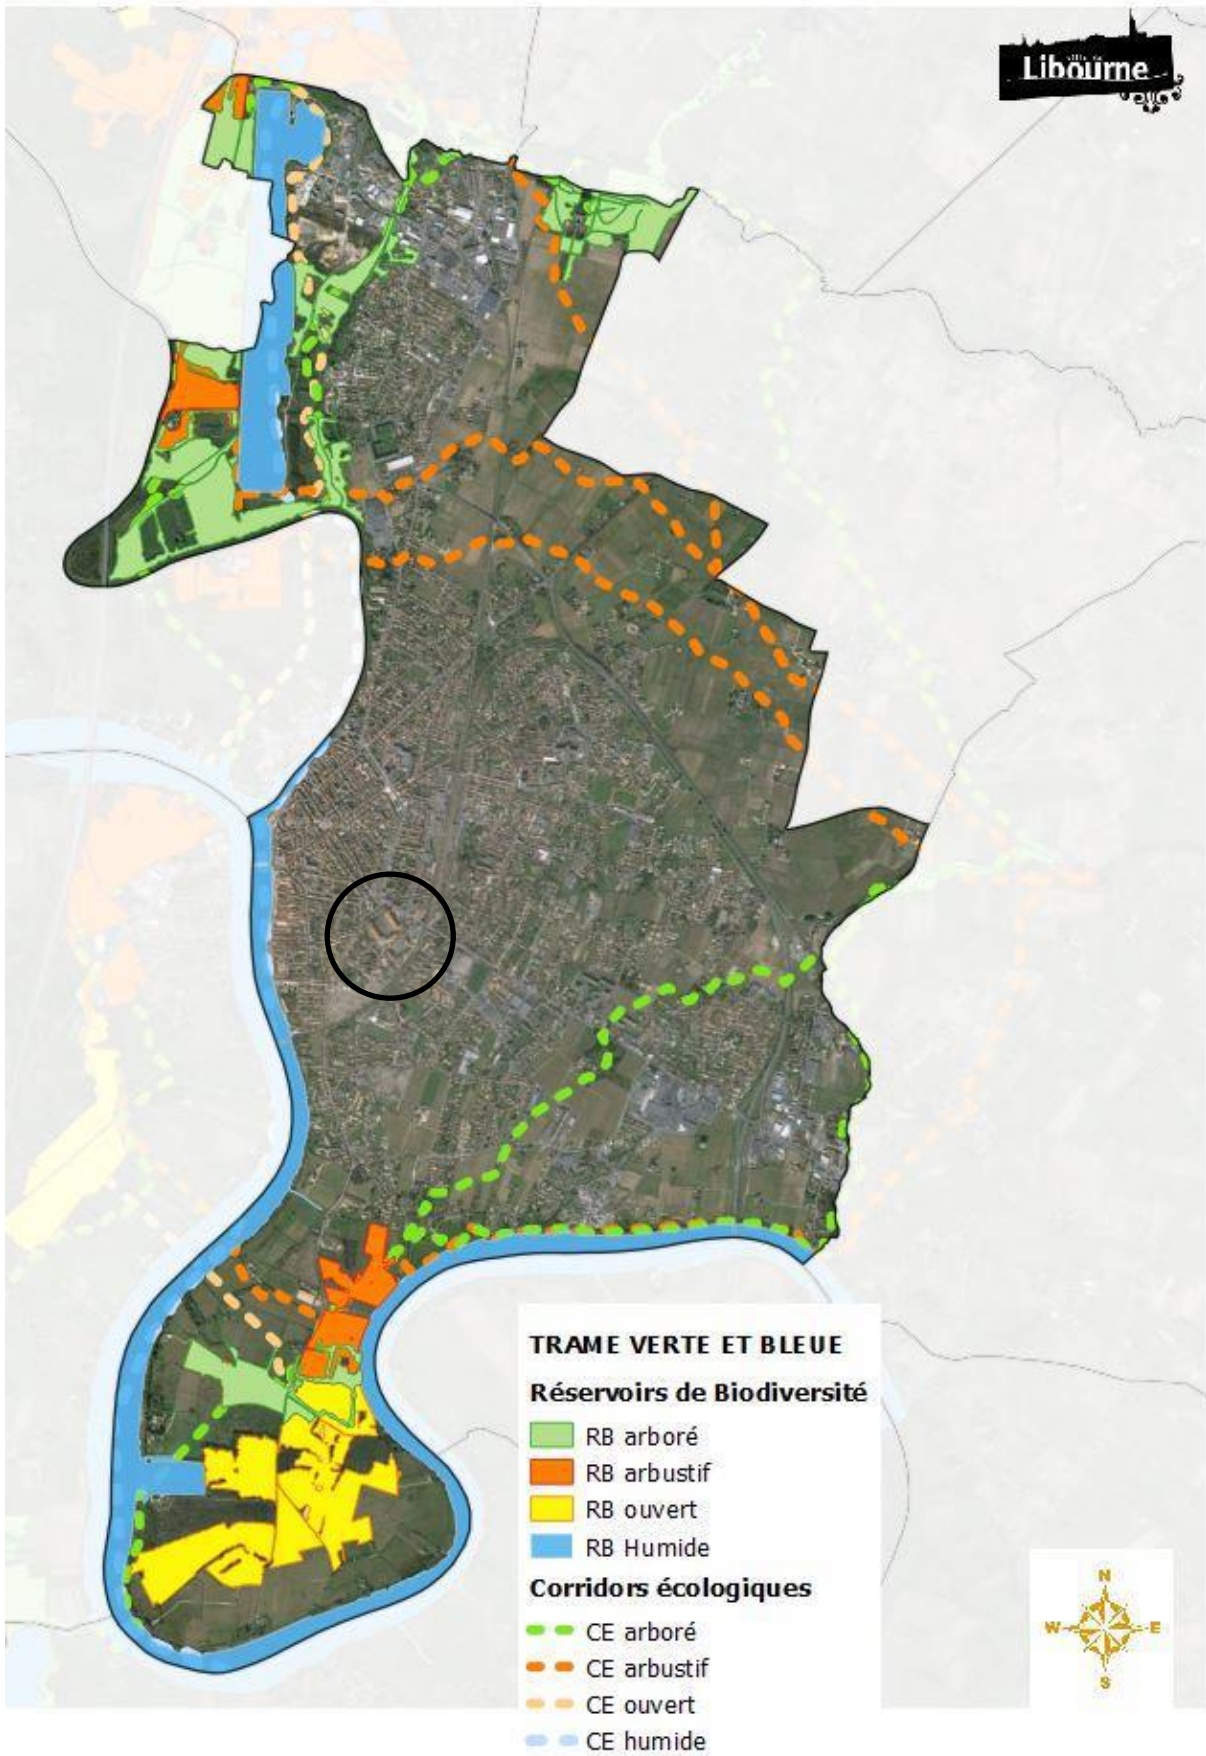 Libourne
TRAME VERTE ET BLEUE
Réservoirs de Biodiversité
RB arboré
RB arbustif
RB ouvert
RB Humide
Corridors écologiques
CE arboré
CE arbustif
CE ouvert
CE humide
N
W E
S